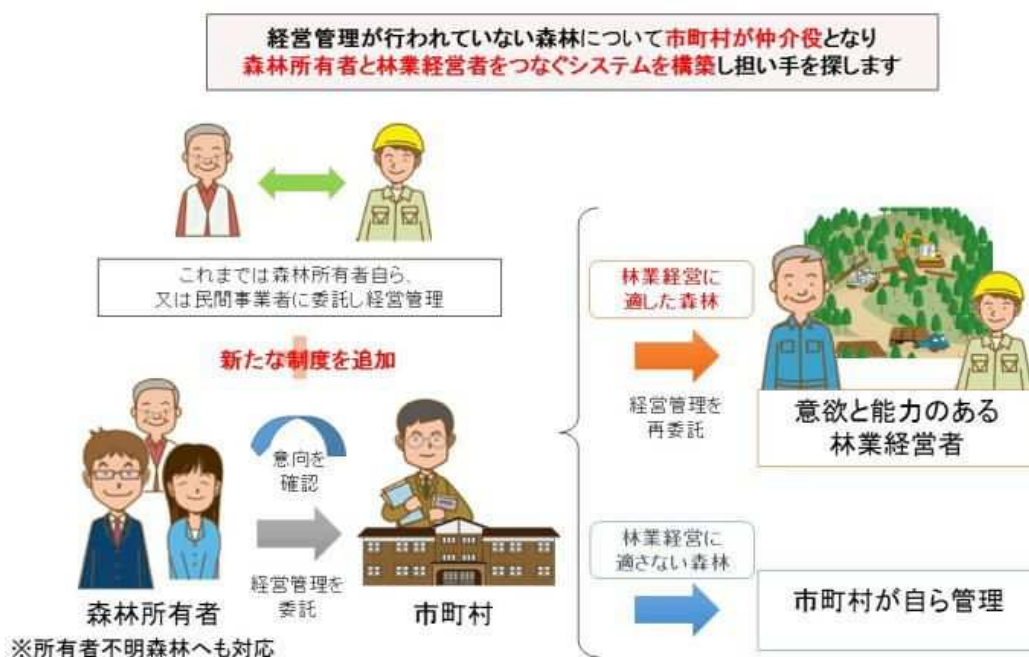 経営管理が行われていない森林について市町村が仲介役となり
森林所有者と林業経営者をつなぐシステムを構築し担い手を探します
これまでは森林所有者自ら、
又は民間事業者に委託し経営管理
新たな制度を追加
意向を
確認
経営管理を
委託
森林所有者
※所有者不明森林へも対応
市町村
林業経営に
適した森林
経営管理を
再委託
意欲と能力のある
林業経営者
林業経営に
適さない森林
市町村が自ら管理